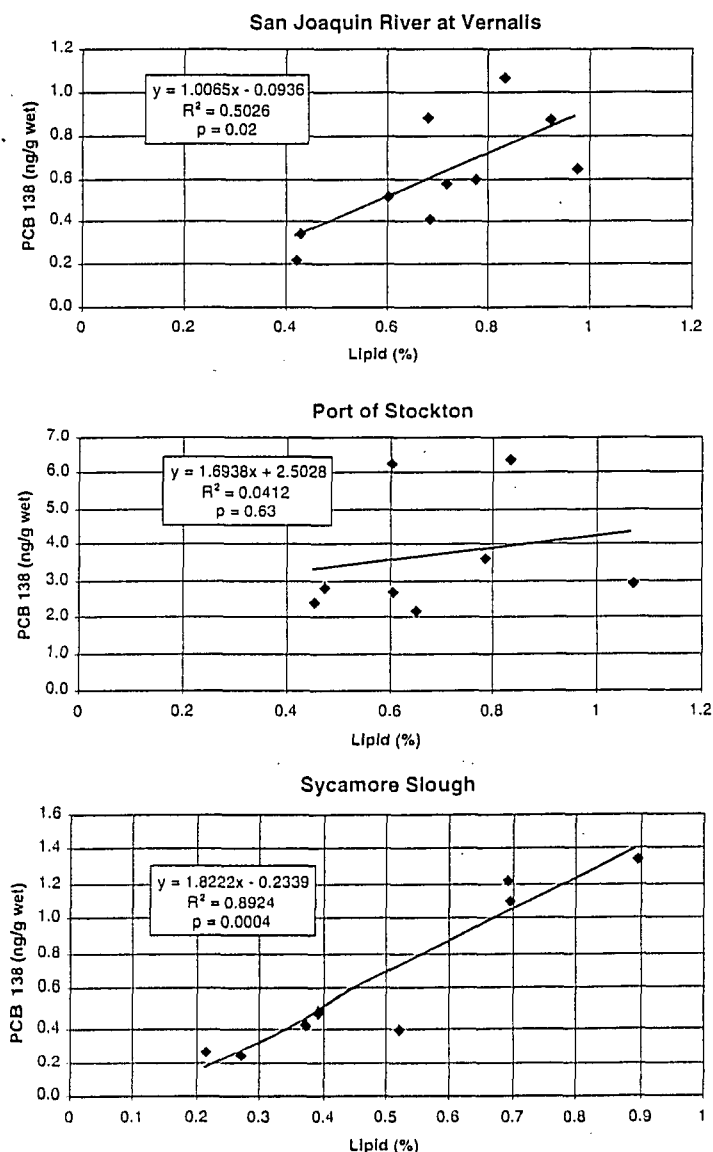 San Joaquin River at Vernalis
1.2
1.0
0.8
0.6
0.4
0.2
0.0
PCB 138 (ng/g wet)
y = 1.0065x - 0.0936
R² = 0.5026
p = 0.02
0 0.2 0.4 0.6 0.8 1 1.2
Lipid (%)
Port of Stockton
7.0
6.0
5.0
4.0
3.0
2.0
1.0
0.0
PCB 138 (ng/g wet)
y = 1.6938x + 2.5028
R² = 0.0412
p = 0.63
0 0.2 0.4 0.6 0.8 1 1.2
Lipid (%)
Sycamore Slough
1.6
1.4
1.2
1.0
0.8
0.6
0.4
0.2
0.0
PCB 138 (ng/g wet)
y = 1.8222x - 0.2339
R² = 0.8924
p = 0.0004
0 0.1 0.2 0.3 0.4 0.5 0.6 0.7 0.8 0.9 1
Lipid (%)